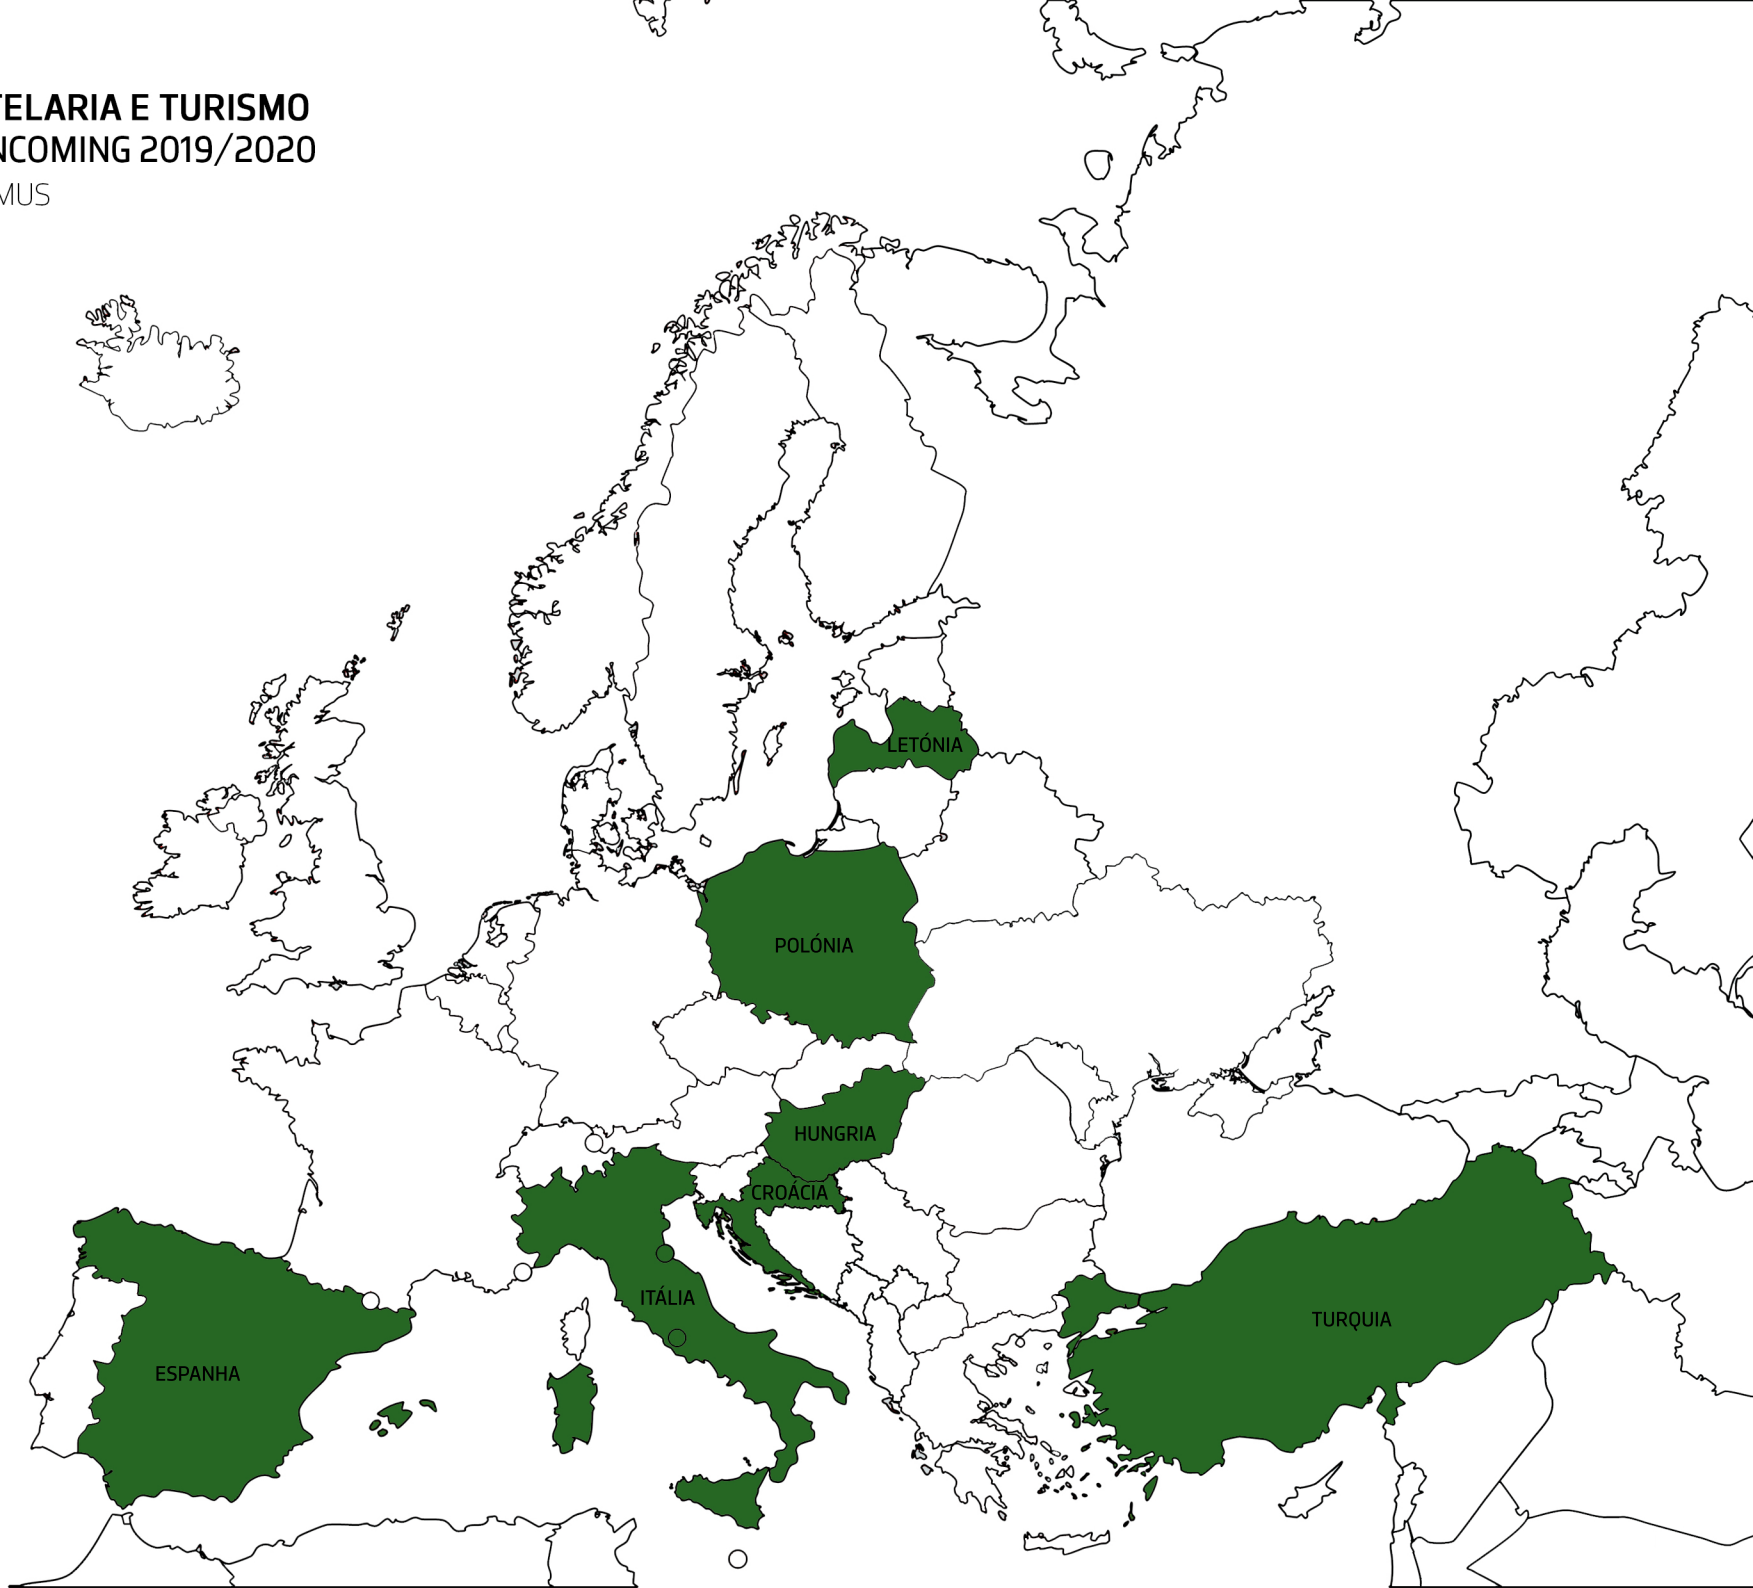 TELARIA E TURISMO
NCOMING 2019/2020
MUS
LETÓNIA
POLÓNIA
HUNGRIA
CROÁCIA
ITÁLIA
TURQUIA
ESPANHA